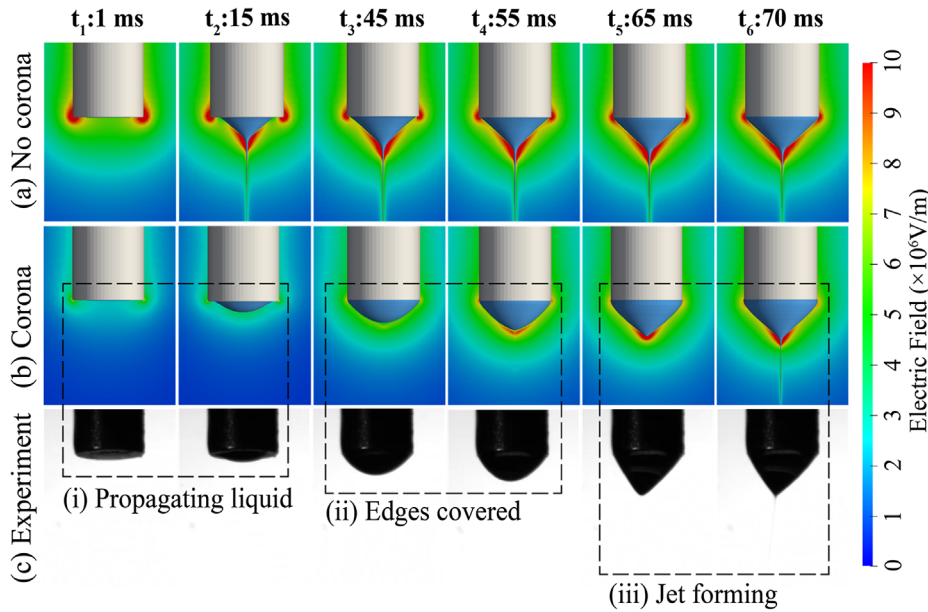 t₁:1 ms t₂:15 ms t₃:45 ms t₄:55 ms t₅:65 ms t₆:70 ms
(a) No corona
(b) Corona
(c) Experiment
(i) Propagating liquid
(ii) Edges covered
(iii) Jet forming
10
9
8
7
6
5
4
3
2
1
0
Electric Field (×10⁶V/m)